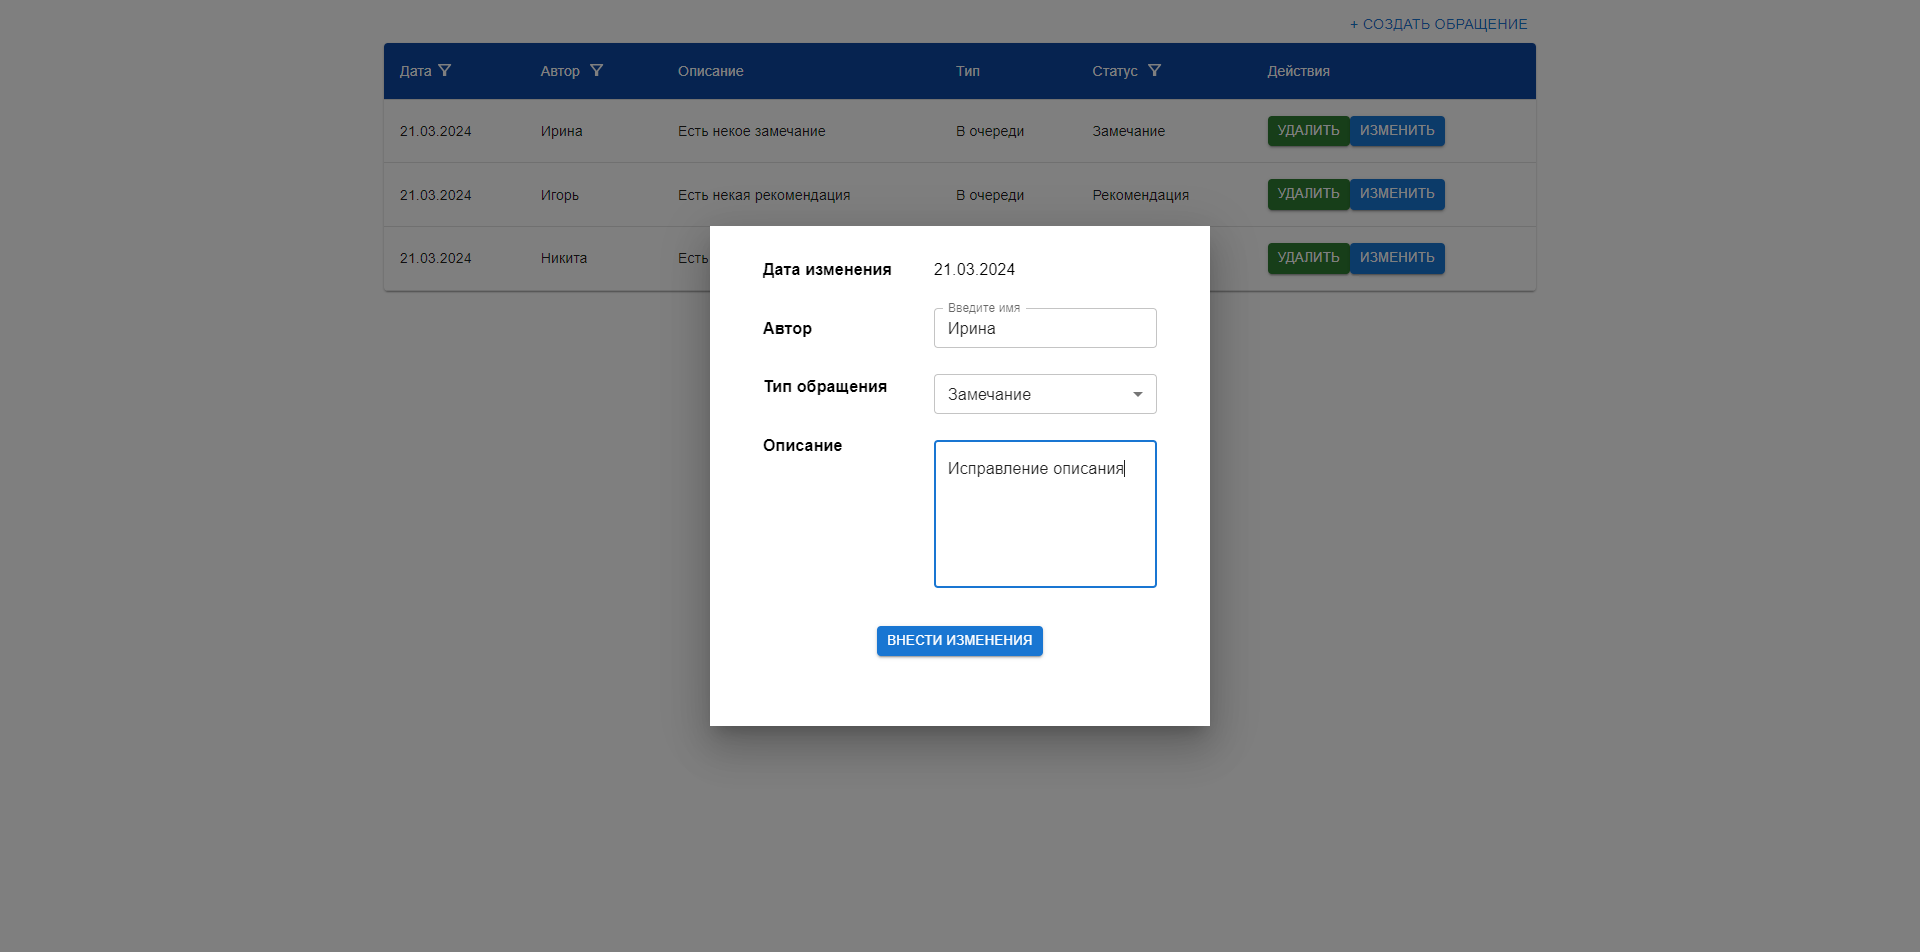 + СОЗДАТЬ ОБРАЩЕНИЕ
Дата Автор Описание Тип Статус Действия
21.03.2024 Ирина Есть некое замечание В очереди Замечание УДАЛИТЬ ИЗМЕНИТЬ
21.03.2024 Игорь Есть некая рекомендация В очереди Рекомендация УДАЛИТЬ ИЗМЕНИТЬ
21.03.2024 Никита Есть УДАЛИТЬ ИЗМЕНИТЬ
Дата изменения 21.03.2024
Введите имя
Автор Ирина
Тип обращения Замечание
Описание
Исправление описания
ВНЕСТИ ИЗМЕНЕНИЯ